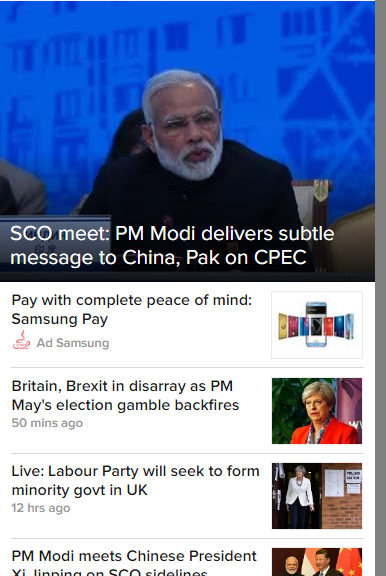 SCO meet: PM Modi delivers subtle
message to China, Pak on CPEC
Pay with complete peace of mind:
Samsung Pay
Ad Samsung
Britain, Brexit in disarray as PM
May's election gamble backfires
50 mins ago
Live: Labour Party will seek to form
minority govt in UK
12 hrs ago
POLLING
STATION
PM Modi meets Chinese President
Xi Jinping on SCO sidelines